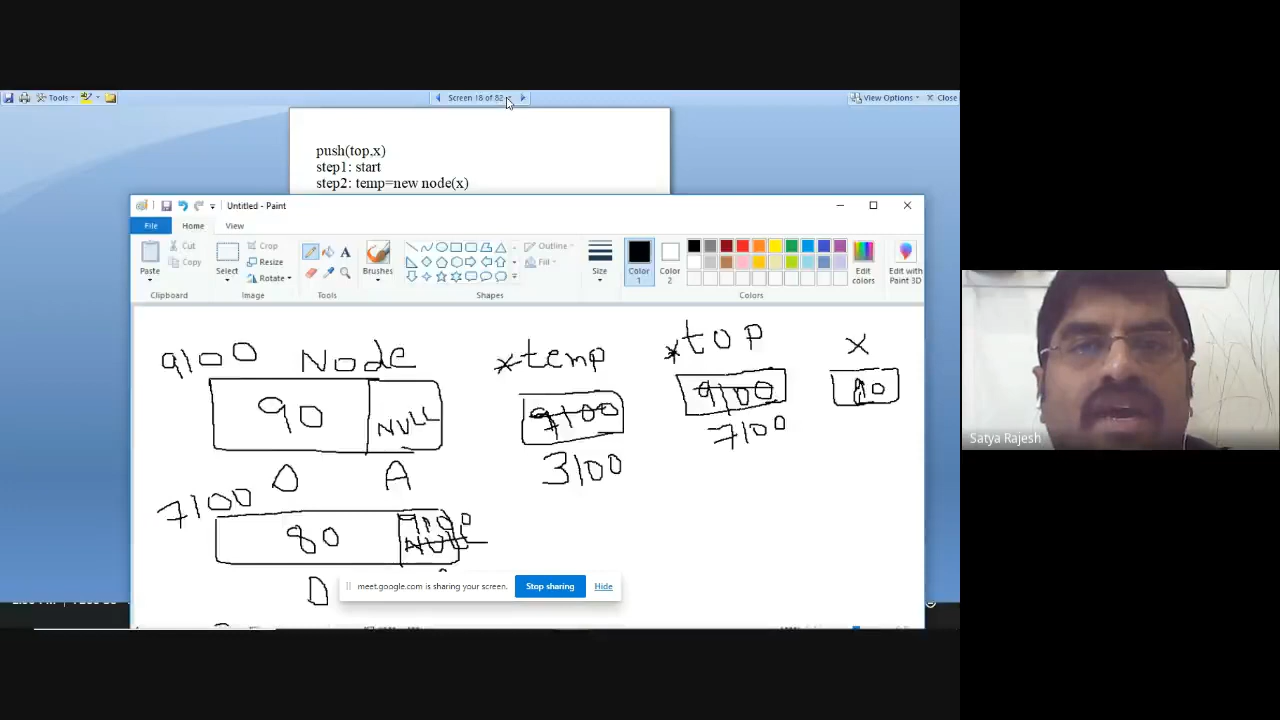 Tools
Screen 18 of 82
View Options
Close
push(top,x)
step1: start
step2: temp=new node(x)
Untitled - Paint
File
Home
View
Paste
Cut
Copy
Clipboard
Select
Crop
Resize
Rotate
Image
Tools
Brushes
Shapes
Outline
Fill
Size
Color 1
Color 2
Colors
Edit colors
Edit with Paint 3D
9100 Node *temp *top x
90 NULL 9100 9100
7100
D A 3100
7100
80 9100
NULL
D
meet.google.com is sharing your screen.
Stop sharing
Hide
Satya Rajesh